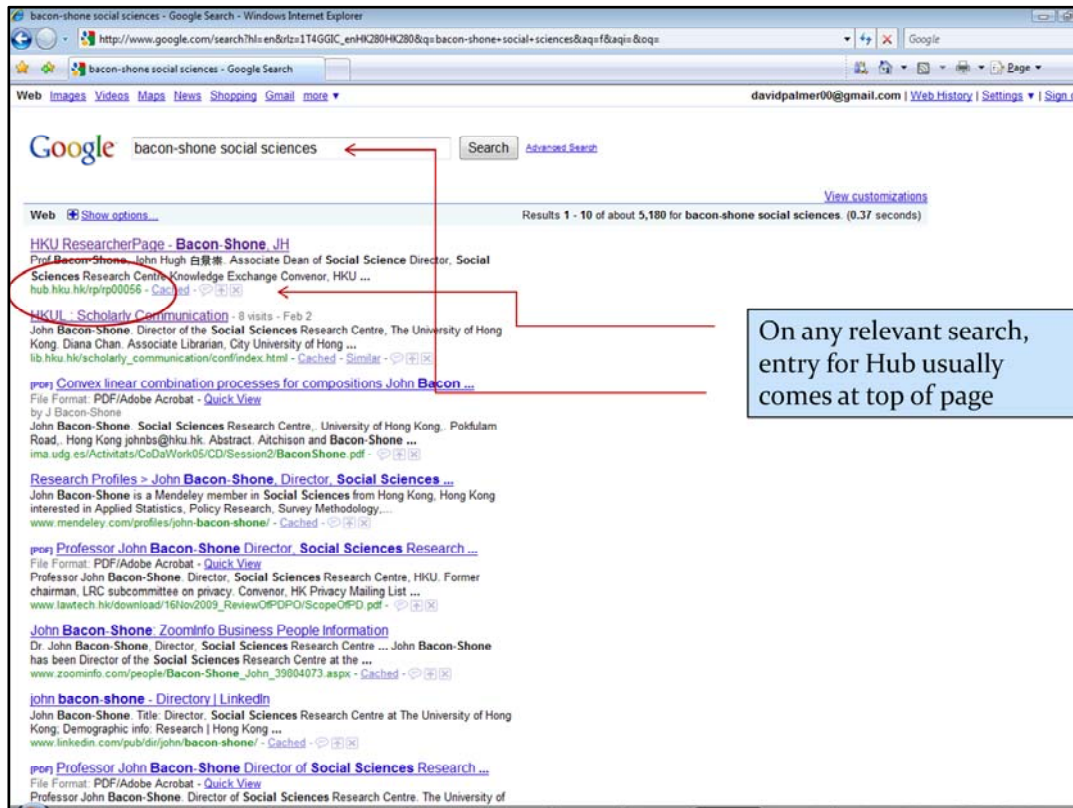 bacon-shone social sciences - Google Search - Windows Internet Explorer
http://www.google.com/search?hl=en&rlz=1T4GGIC_enHK280HK280&q=bacon-shone+social+sciences&aq=f&aqi=&oq=
Google
bacon-shone social sciences - Google Search
Page
Web Images Videos Maps News Shopping Gmail more ▼
davidpalmer00@gmail.com | Web History | Settings ▼ | Sign
Google bacon-shone social sciences Search Advanced Search
View customizations
Web Show options... Results 1 - 10 of about 5,180 for bacon-shone social sciences. (0.37 seconds)
HKU ResearcherPage - Bacon-Shone, JH
Prof Bacon-Shone, John Hugh 白景崇. Associate Dean of Social Science Director, Social
Sciences Research Centre Knowledge Exchange Convenor, HKU ...
hub.hku.hk/rp/rp00056 - Cached -
HKUL : Scholarly Communication - 8 visits - Feb 2
John Bacon-Shone. Director of the Social Sciences Research Centre, The University of Hong
Kong. Diana Chan. Associate Librarian, City University of Hong ...
lib.hku.hk/scholarly_communication/conf/index.html - Cached - Similar -
[PDF] Convex linear combination processes for compositions John Bacon ...
File Format: PDF/Adobe Acrobat - Quick View
by J Bacon-Shone
John Bacon-Shone. Social Sciences Research Centre,. University of Hong Kong,. Pokfulam
Road,. Hong Kong johnbs@hku.hk. Abstract. Aitchison and Bacon-Shone ...
ima.udg.es/Activitats/CoDaWork05/CD/Session2/BaconShone.pdf -
Research Profiles > John Bacon-Shone, Director, Social Sciences ...
John Bacon-Shone is a Mendeley member in Social Sciences from Hong Kong, Hong Kong
interested in Applied Statistics, Policy Research, Survey Methodology,...
www.mendeley.com/profiles/john-bacon-shone/ - Cached -
[PDF] Professor John Bacon-Shone Director, Social Sciences Research ...
File Format: PDF/Adobe Acrobat - Quick View
Professor John Bacon-Shone. Director, Social Sciences Research Centre, HKU. Former
chairman, LRC subcommittee on privacy. Convenor, HK Privacy Mailing List ...
www.lawtech.hk/download/16Nov2009_ReviewOfPDPO/ScopeOfPD.pdf -
John Bacon-Shone: ZoomInfo Business People Information
Dr. John Bacon-Shone, Director, Social Sciences Research Centre ... John Bacon-Shone
has been Director of the Social Sciences Research Centre at the ...
www.zoominfo.com/people/Bacon-Shone_John_39804073.aspx - Cached -
john bacon-shone - Directory | LinkedIn
John Bacon-Shone. Title: Director, Social Sciences Research Centre at The University of Hong
Kong; Demographic info: Research | Hong Kong ...
www.linkedin.com/pub/dir/john/bacon-shone/ - Cached -
[PDF] Professor John Bacon-Shone Director of Social Sciences Research ...
File Format: PDF/Adobe Acrobat - Quick View
Professor John Bacon-Shone. Director of Social Sciences Research Centre. The University of
On any relevant search,
entry for Hub usually
comes at top of page